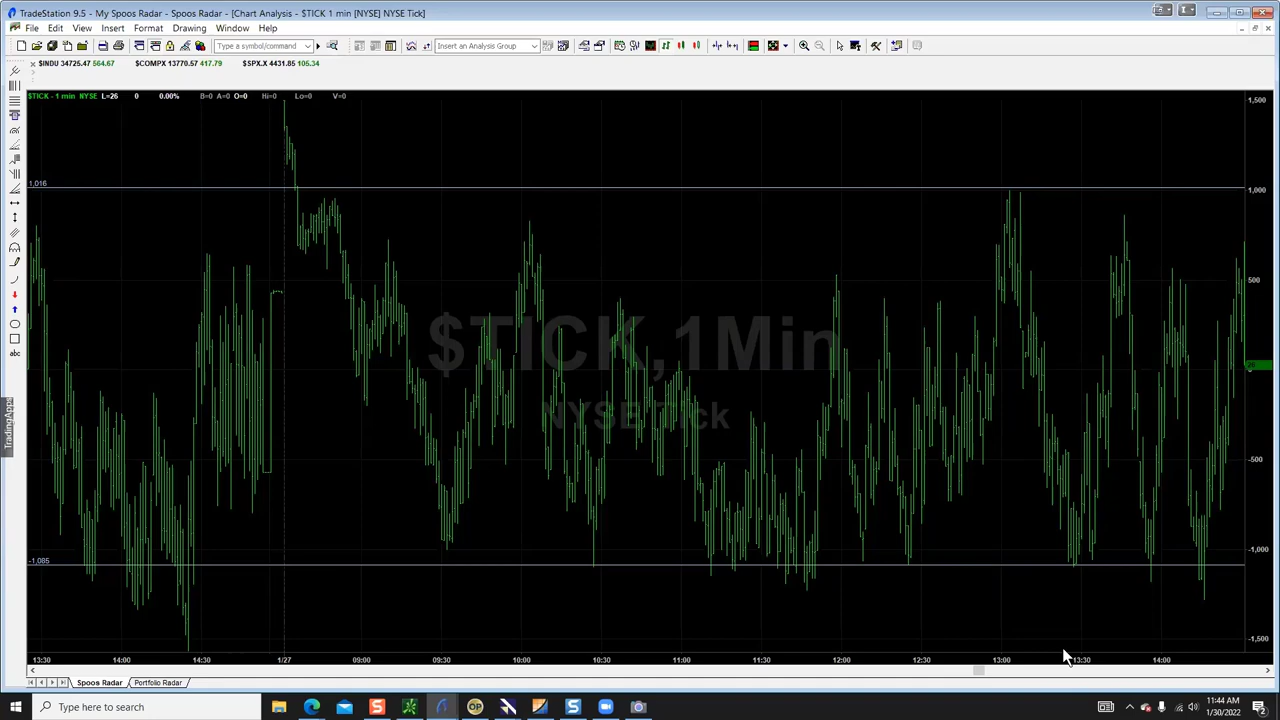 TradeStation 9.5 - My Spoos Radar - Spoos Radar - [Chart Analysis - $TICK 1 min [NYSE] NYSE Tick]
File Edit View Insert Format Drawing Window Help
Type a symbol/command
Insert an Analysis Group
$INDU 34725.47 564.67 $COMPX 13770.57 417.79 $SPX.X 4431.85 105.34
$TICK - 1 min NYSE L=26 0 0.00% B=0 A=0 O=0 Hi=0 Lo=0 V=0
1,500
1,016
1,000
500
$TICK,1Min
NYSE Tick
26
-500
-1,000
-1,085
-1,500
abc
TradingApps
13:30 14:00 14:30 1/27 09:00 09:30 10:00 10:30 11:00 11:30 12:00 12:30 13:00 13:30 14:00
Spoos Radar Portfolio Radar
Type here to search
OP
11:44 AM
1/30/2022
2